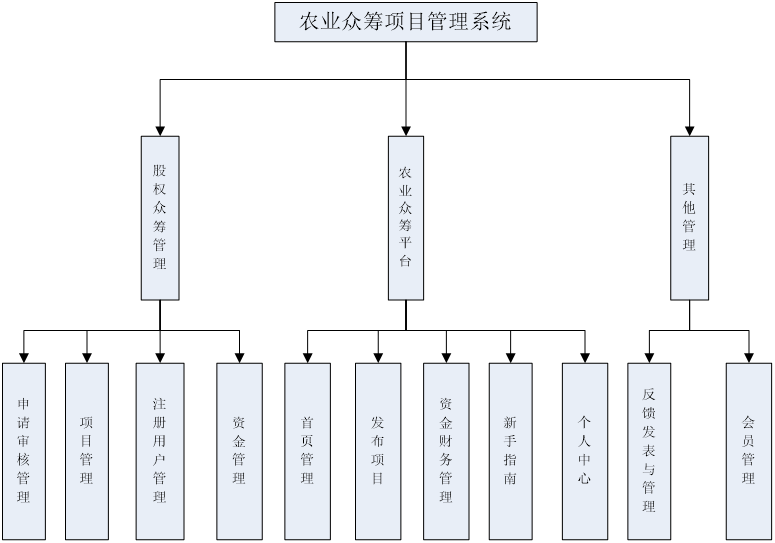 农业众筹项目管理系统
股权众筹管理
农业众筹平台
其他管理
申请审核管理
项目管理
注册用户管理
资金管理
首页管理
发布项目
资金财务管理
新手指南
个人中心
反馈发表与管理
会员管理